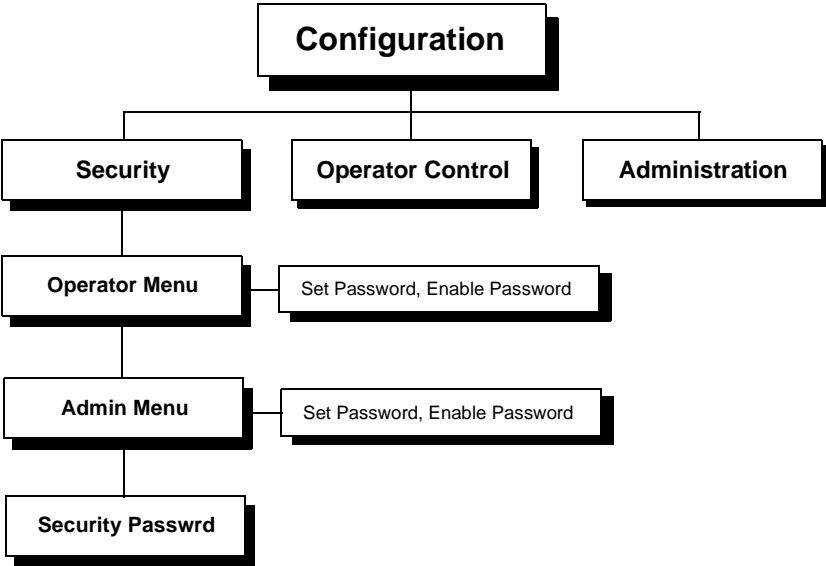 Configuration
Security
Operator Control
Administration
Operator Menu
Set Password, Enable Password
Admin Menu
Set Password, Enable Password
Security Passwrd